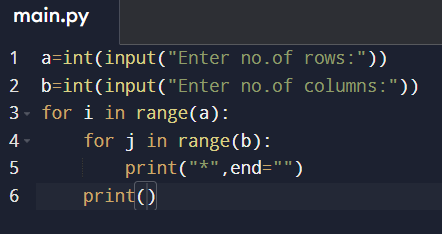 main.py
1 a=int(input("Enter no.of rows:"))
2 b=int(input("Enter no.of columns:"))
3 for i in range(a):
4     for j in range(b):
5         print("*",end="")
6     print()